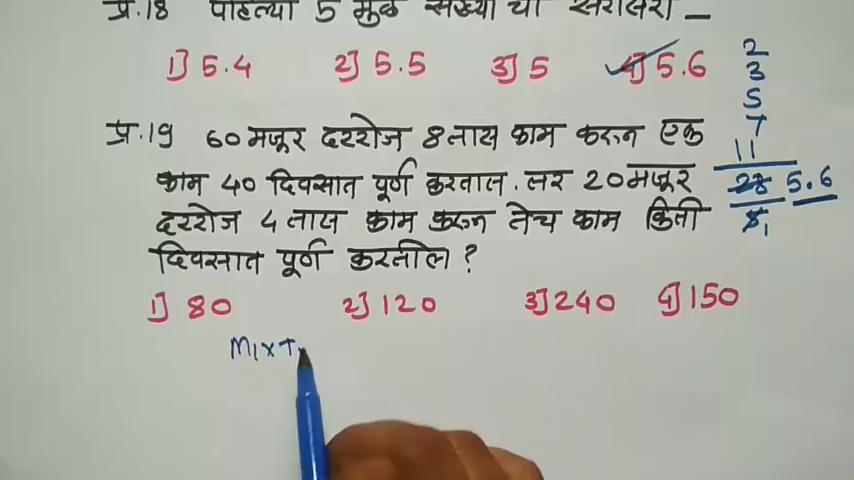 प्र.18 पहिल्या 5 मुळ संख्यांची सरासरी _
1] 5.4 2] 5.5 3] 5 4] 5.6
2
3
5
7
11
28 5.6
5 1
प्र.19 60 मजूर दररोज 8 तास काम करून एक
काम 40 दिवसात पूर्ण करतात. तर 20 मजूर
दररोज 4 तास काम करून तेच काम किती
दिवसात पूर्ण करतील ?
1] 80 2] 120 3] 240 4] 150
M1×T